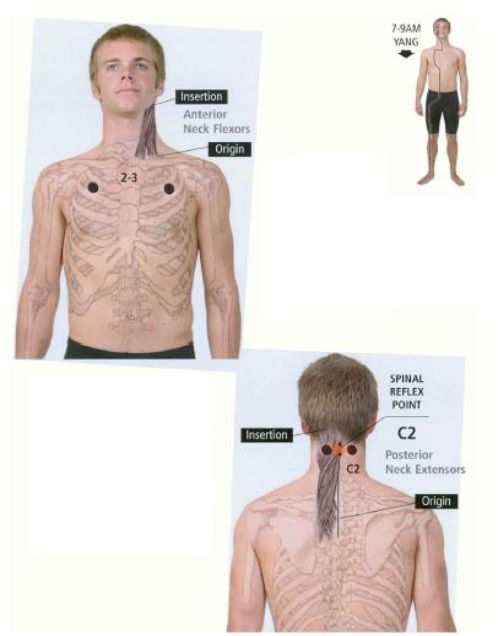 7-9AM
YANG
Insertion
Anterior
Neck Flexors
Origin
2-3
SPINAL
REFLEX
POINT
Insertion
C2
C2
Posterior
Neck Extensors
Origin